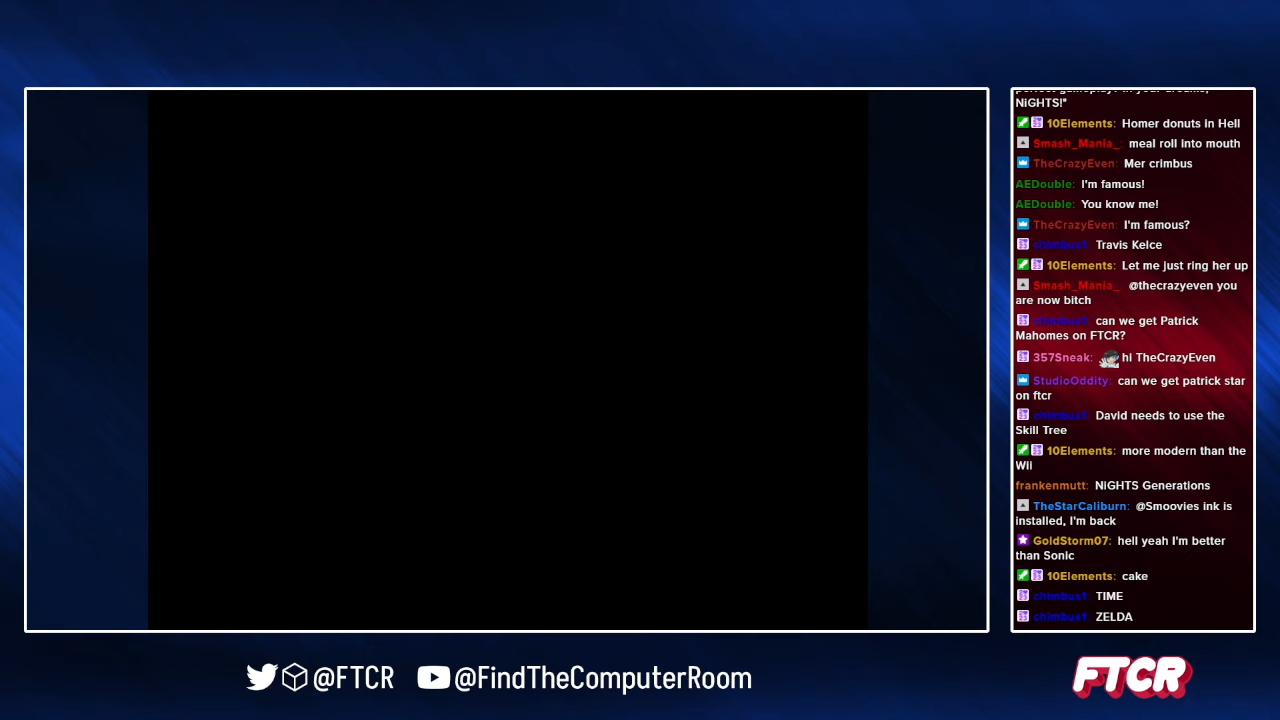 NiGHTS!"
10Elements: Homer donuts in Hell
Smash_Mania_: meal roll into mouth
TheCrazyEven: Mer crimbus
AEDouble: I'm famous!
AEDouble: You know me!
TheCrazyEven: I'm famous?
chimbus1: Travis Kelce
10Elements: Let me just ring her up
Smash_Mania_: @thecrazyeven you
are now bitch
chimbus1: can we get Patrick
Mahomes on FTCR?
357Sneak: hi TheCrazyEven
StudioOddity: can we get patrick star
on ftcr
chimbus1: David needs to use the
Skill Tree
10Elements: more modern than the
Wii
frankenmutt: NiGHTS Generations
TheStarCaliburn: @Smoovies ink is
installed, I'm back
GoldStorm07: hell yeah I'm better
than Sonic
10Elements: cake
chimbus1: TIME
chimbus1: ZELDA
@FTCR @FindTheComputerRoom
FTCR